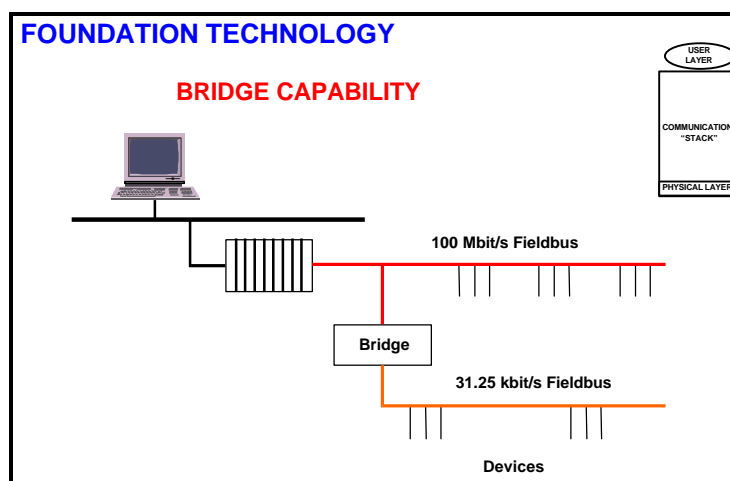 FOUNDATION TECHNOLOGY
BRIDGE CAPABILITY
USER
LAYER
COMMUNICATION
“STACK”
PHYSICAL LAYER
100 Mbit/s Fieldbus
Bridge
31.25 kbit/s Fieldbus
Devices